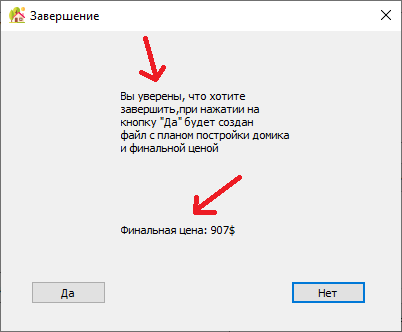 Завершение
Вы уверены, что хотите
завершить,при нажатии на
кнопку "Да" будет создан
файл с планом постройки домика
и финальной ценой
Финальная цена: 907$
Да
Нет